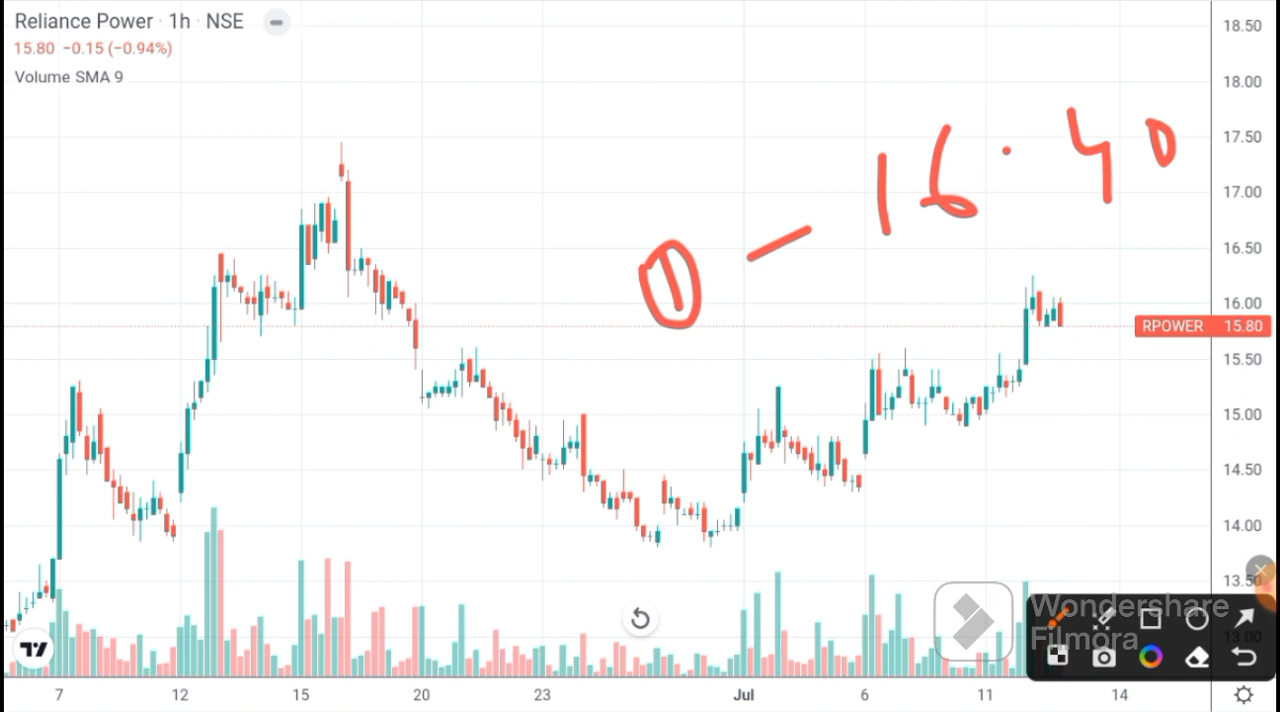 Reliance Power · 1h · NSE
15.80 −0.15 (−0.94%)
Volume SMA 9
① – 16.40
18.50
18.00
17.50
17.00
16.50
16.00
RPOWER 15.80
15.50
15.00
14.50
14.00
13.50
13.00
Wondershare
Filmora
7 12 15 20 23 Jul 6 11 14